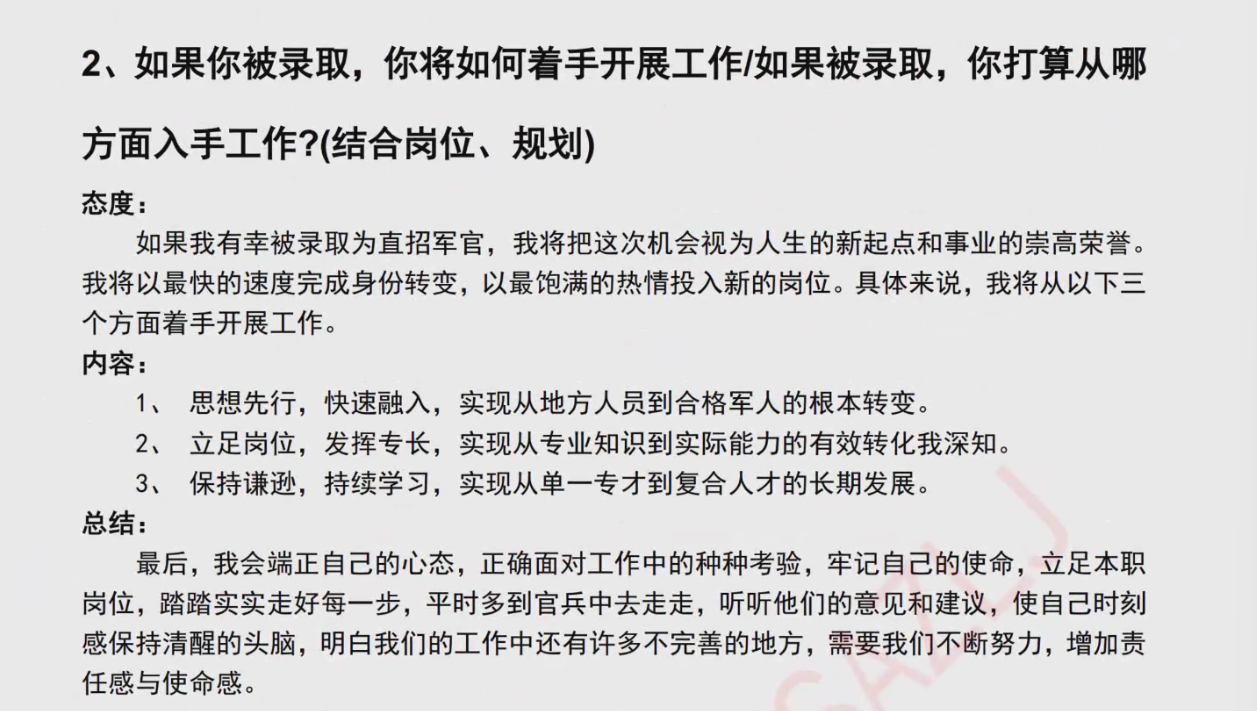 2、如果你被录取，你将如何着手开展工作/如果被录取，你打算从哪
方面入手工作?(结合岗位、规划)
态度：
如果我有幸被录取为直招军官，我将把这次机会视为人生的新起点和事业的崇高荣誉。
我将以最快的速度完成身份转变，以最饱满的热情投入新的岗位。具体来说，我将从以下三
个方面着手开展工作。
内容：
1、 思想先行，快速融入，实现从地方人员到合格军人的根本转变。
2、 立足岗位，发挥专长，实现从专业知识到实际能力的有效转化我深知。
3、 保持谦逊，持续学习，实现从单一专才到复合人才的长期发展。
总结：
最后，我会端正自己的心态，正确面对工作中的种种考验，牢记自己的使命，立足本职
岗位，踏踏实实走好每一步，平时多到官兵中去走走，听听他们的意见和建议，使自己时刻
感保持清醒的头脑，明白我们的工作中还有许多不完善的地方，需要我们不断努力，增加责
任感与使命感。
SAZLJ